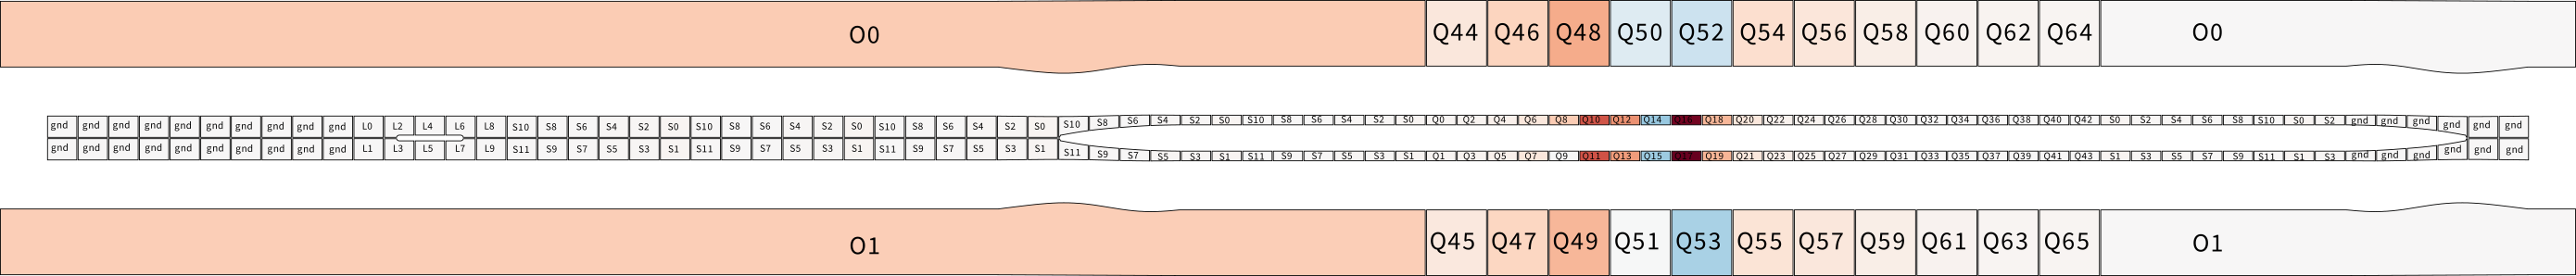 O0 Q44 Q46 Q48 Q50 Q52 Q54 Q56 Q58 Q60 Q62 Q64 O0
gnd gnd gnd gnd gnd gnd gnd gnd gnd gnd L0 L2 L4 L6 L8 S10 S8 S6 S4 S2 S0 S10 S8 S6 S4 S2 S0 S10 S8 S6 S4 S2 S0 S10 S8 S6 S4 S2 S0 S10 S8 S6 S4 S2 S0 Q0 Q2 Q4 Q6 Q8 Q10 Q12 Q14 Q16 Q18 Q20 Q22 Q24 Q26 Q28 Q30 Q32 Q34 Q36 Q38 Q40 Q42 S0 S2 S4 S6 S8 S10 S0 S2 gnd gnd gnd gnd gnd gnd
gnd gnd gnd gnd gnd gnd gnd gnd gnd gnd L1 L3 L5 L7 L9 S11 S9 S7 S5 S3 S1 S11 S9 S7 S5 S3 S1 S11 S9 S7 S5 S3 S1 S11 S9 S7 S5 S3 S1 S11 S9 S7 S5 S3 S1 Q1 Q3 Q5 Q7 Q9 Q11 Q13 Q15 Q17 Q19 Q21 Q23 Q25 Q27 Q29 Q31 Q33 Q35 Q37 Q39 Q41 Q43 S1 S3 S5 S7 S9 S11 S1 S3 gnd gnd gnd gnd gnd gnd
O1 Q45 Q47 Q49 Q51 Q53 Q55 Q57 Q59 Q61 Q63 Q65 O1